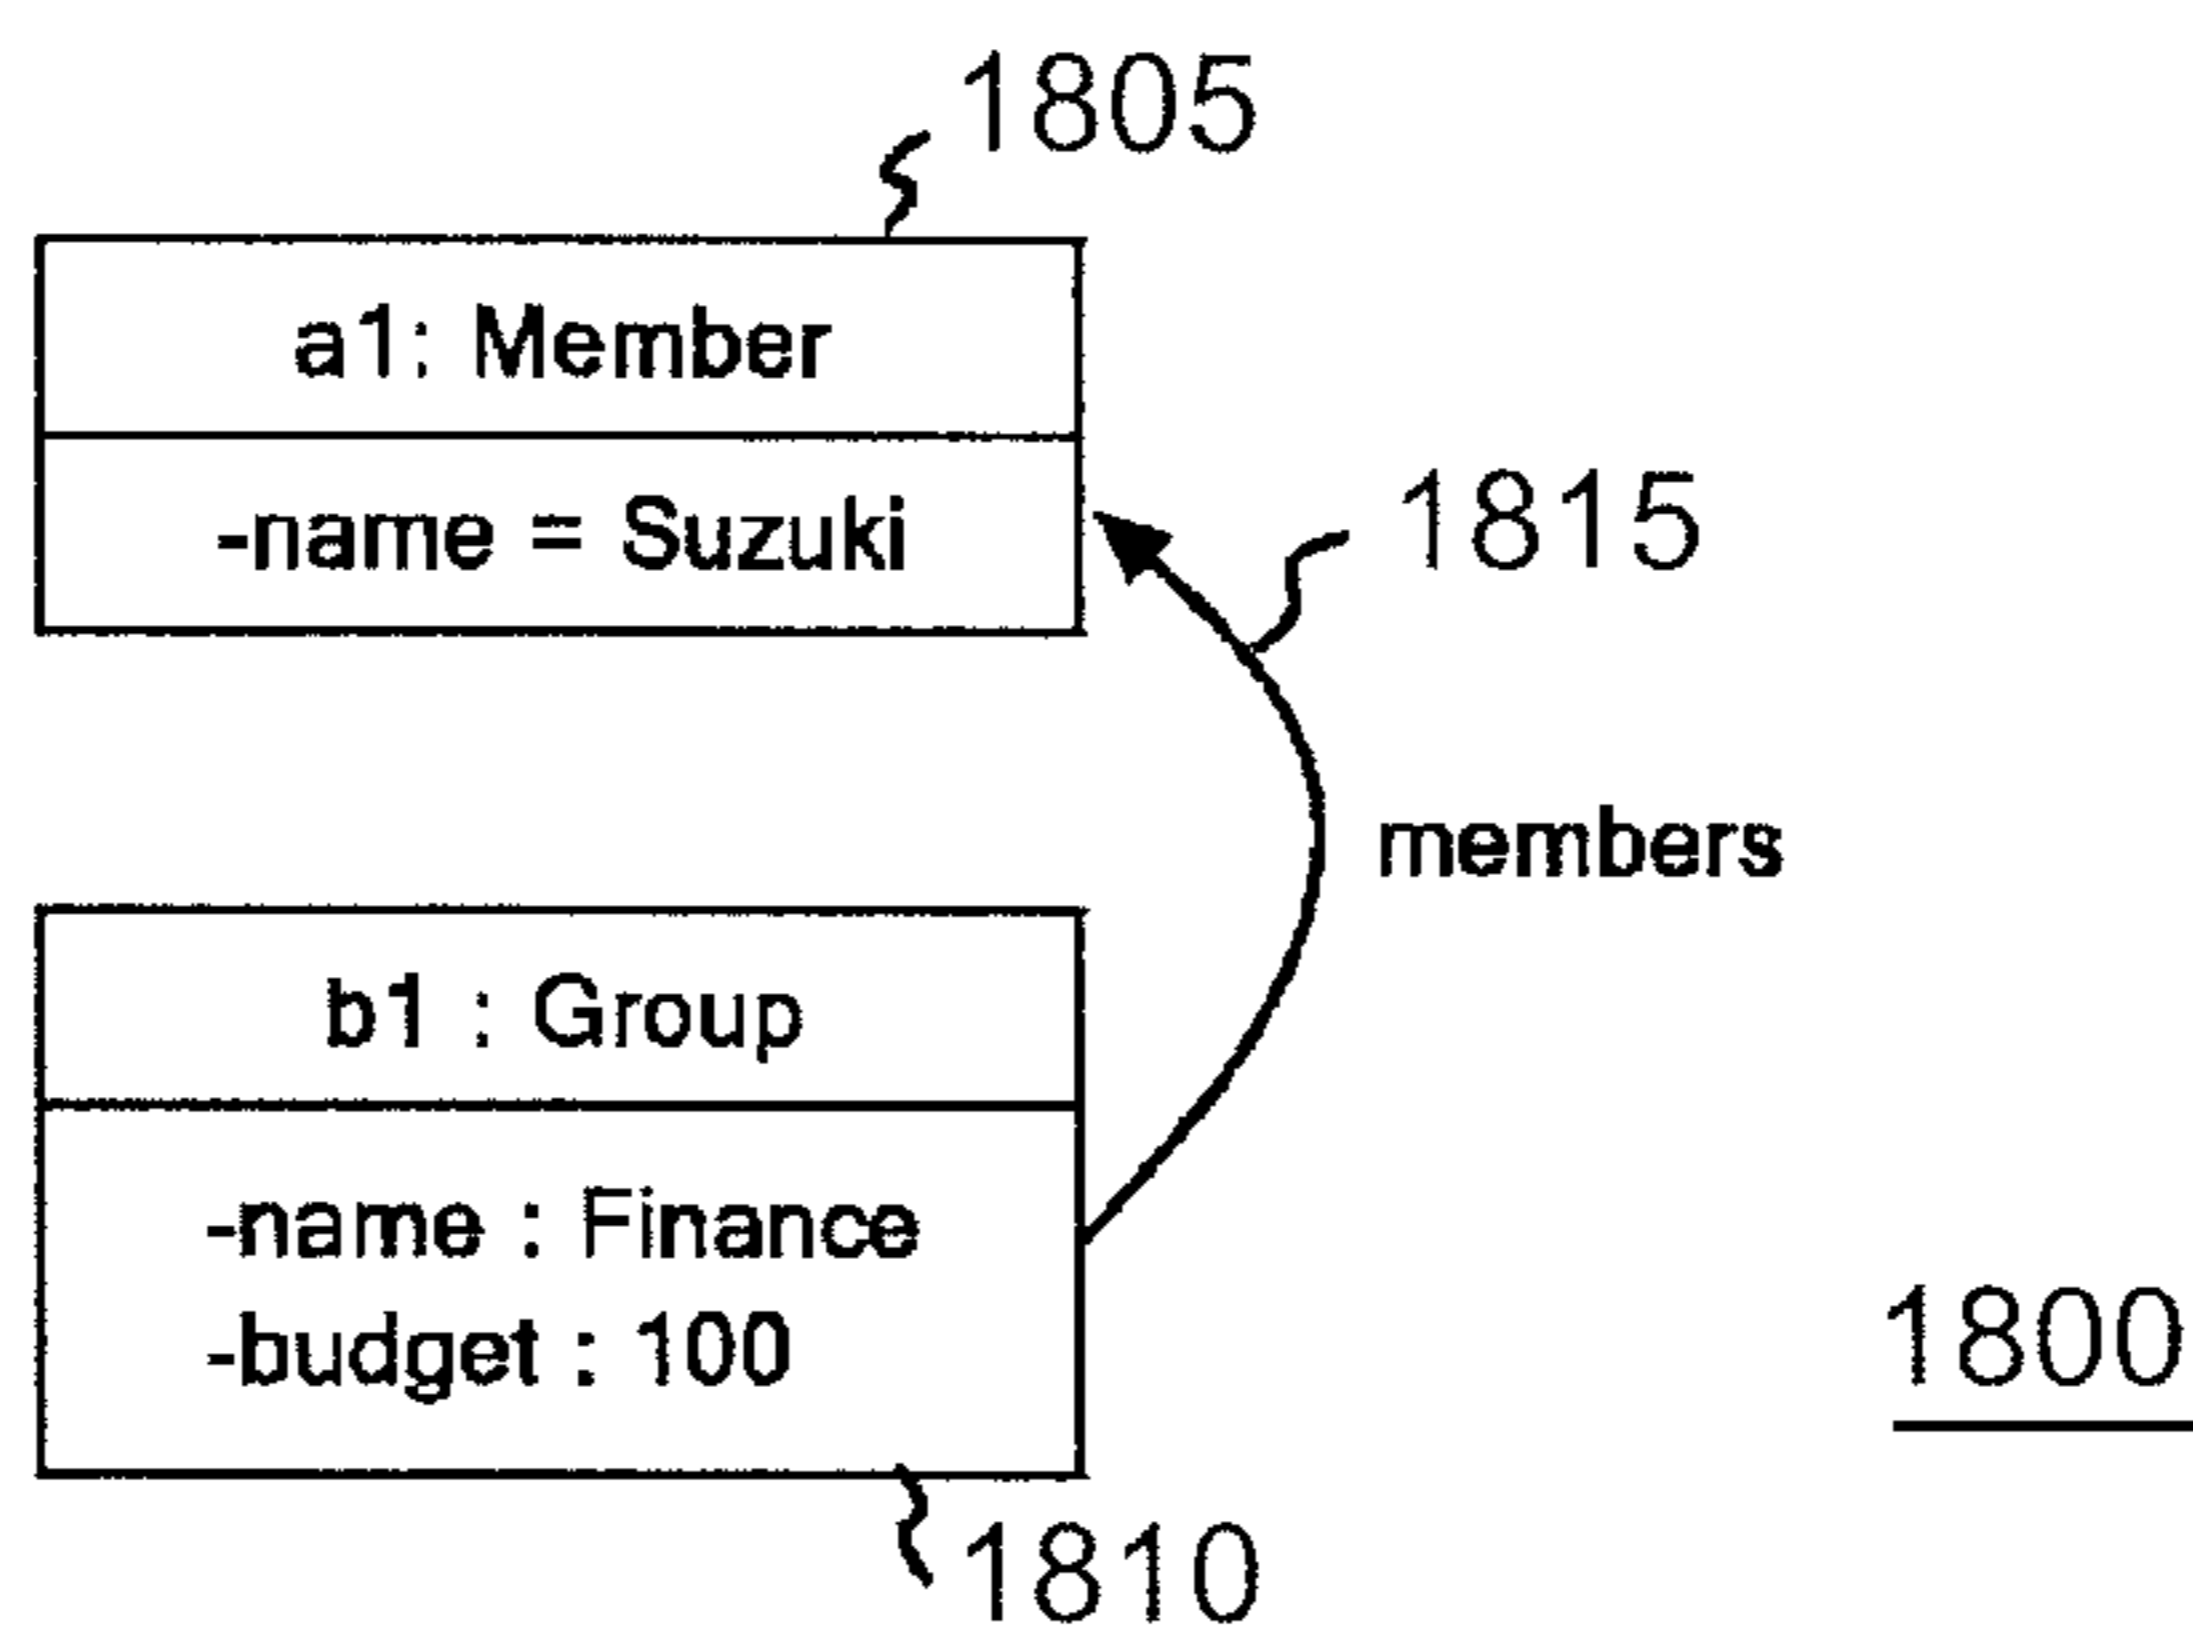 1805
a1: Member
-name = Suzuki
1815
members
b1 : Group
-name : Finance
-budget : 100
1800
1810